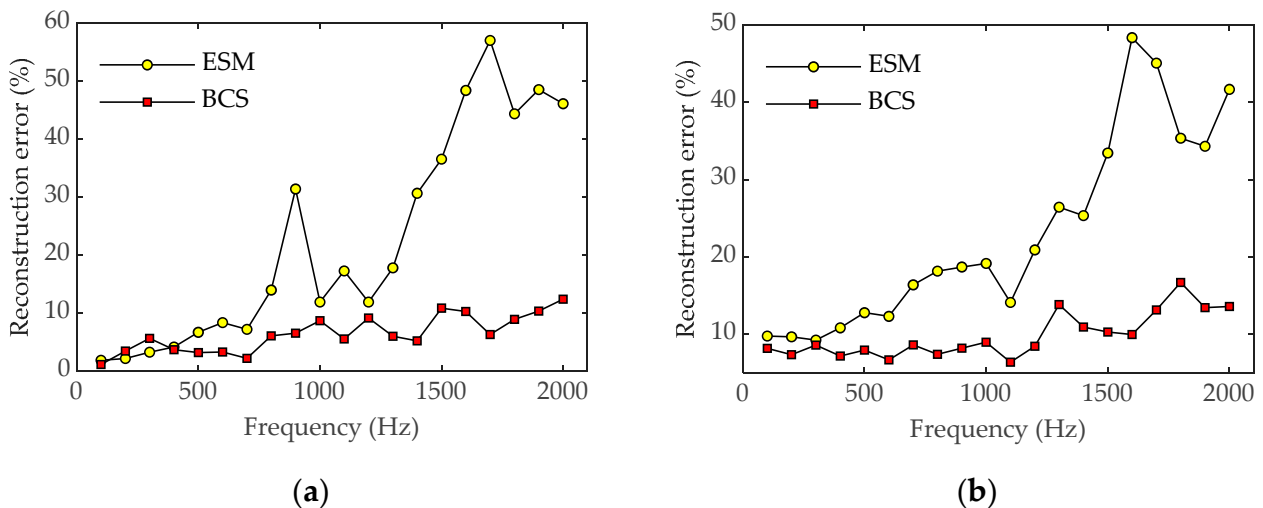 60
50
40
30
20
10
0
Reconstruction error (%)
ESM
BCS
0 500 1000 1500 2000
Frequency (Hz)
(a)
50
40
30
20
10
Reconstruction error (%)
ESM
BCS
0 500 1000 1500 2000
Frequency (Hz)
(b)